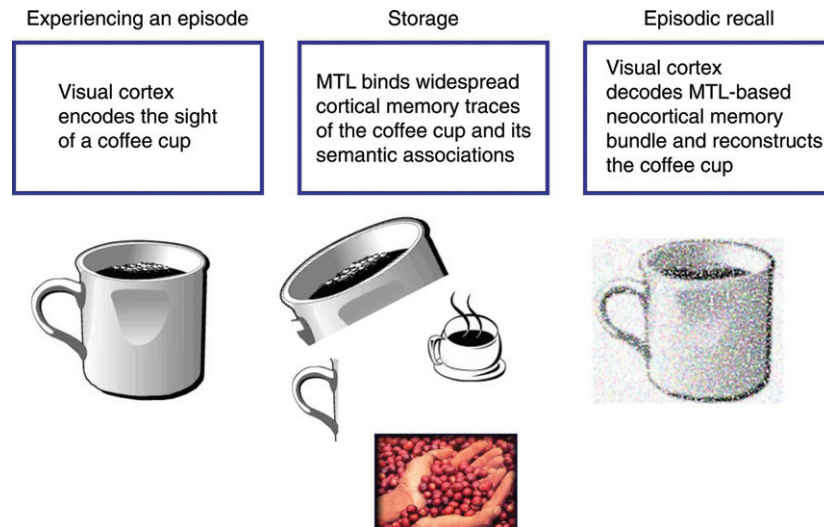 Experiencing an episode
Storage
Episodic recall
Visual cortex
encodes the sight
of a coffee cup
MTL binds widespread
cortical memory traces
of the coffee cup and its
semantic associations
Visual cortex
decodes MTL-based
neocortical memory
bundle and reconstructs
the coffee cup